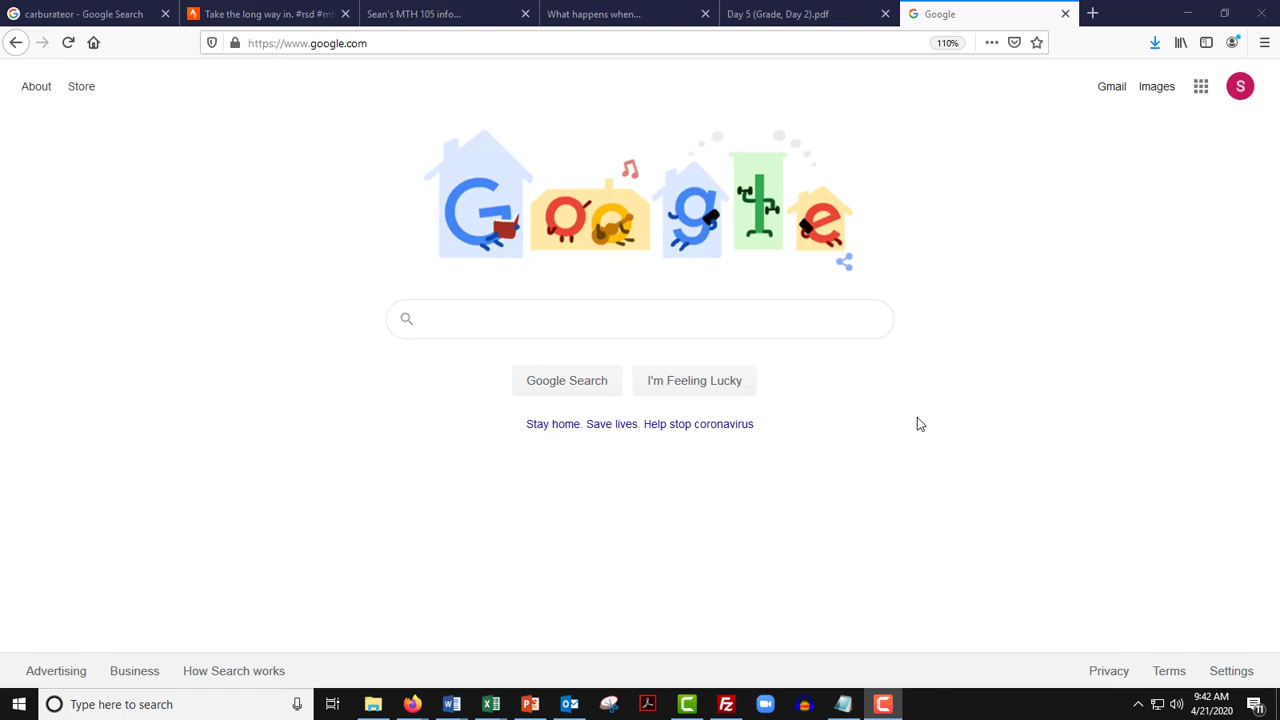 carburateor - Google Search
Take the long way in. #rsd #mt
Sean's MTH 105 info...
What happens when...
Day 5 (Grade, Day 2).pdf
Google
https://www.google.com
110%
About
Store
Gmail
Images
S
Google
Google Search
I'm Feeling Lucky
Stay home. Save lives. Help stop coronavirus
Advertising
Business
How Search works
Privacy
Terms
Settings
Type here to search
9:42 AM
4/21/2020